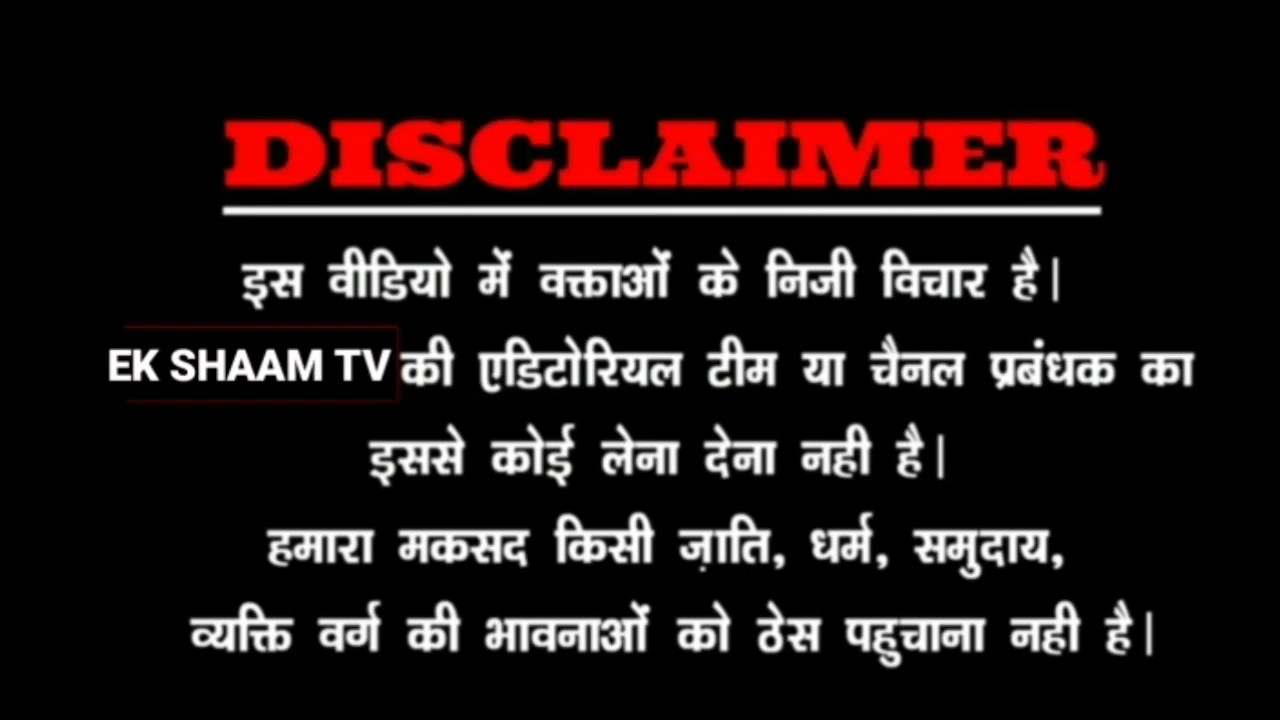 DISCLAIMER
इस वीडियो में वक्ताओं के निजी विचार है|
EK SHAAM TV की एडिटोरियल टीम या चैनल प्रबंधक का
इससे कोई लेना देना नही है|
हमारा मकसद किसी ज़ाति, धर्म, समुदाय,
व्यक्ति वर्ग की भावनाओं को ठेस पहुचाना नही है|